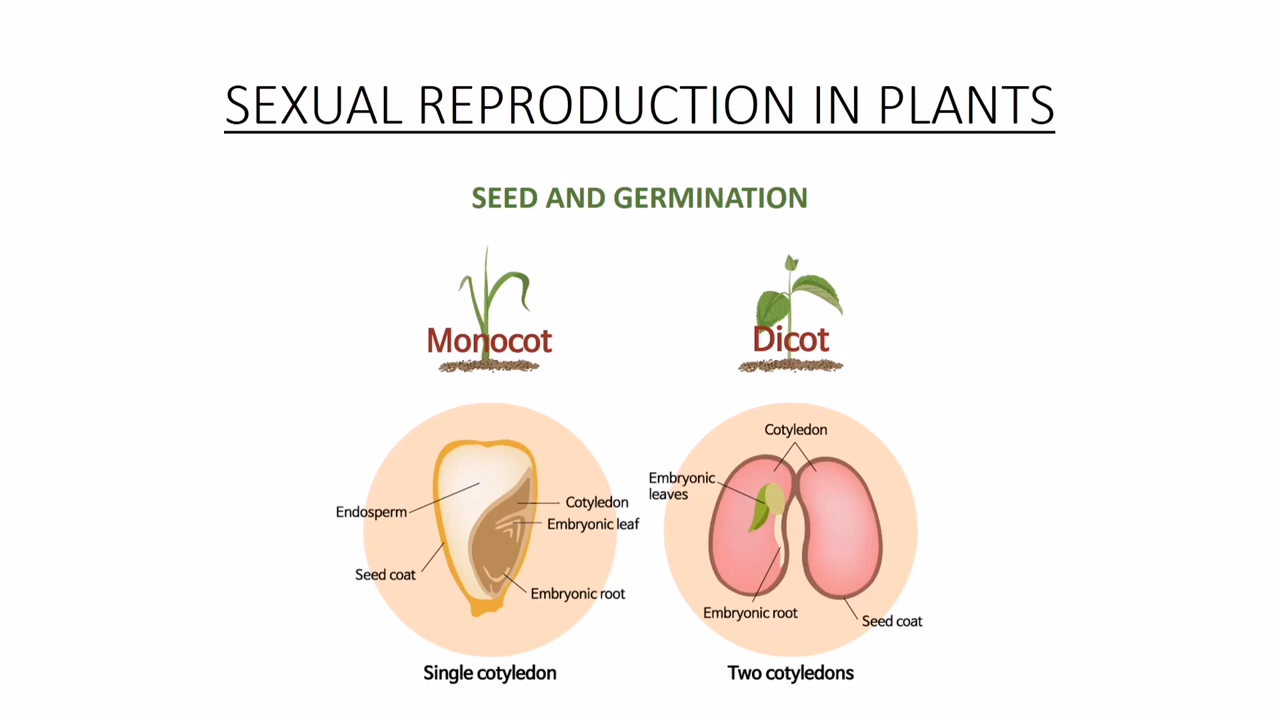 SEXUAL REPRODUCTION IN PLANTS
SEED AND GERMINATION
Monocot
Dicot
Endosperm
Seed coat
Cotyledon
Embryonic leaf
Embryonic root
Single cotyledon
Cotyledon
Embryonic
leaves
Embryonic root
Seed coat
Two cotyledons